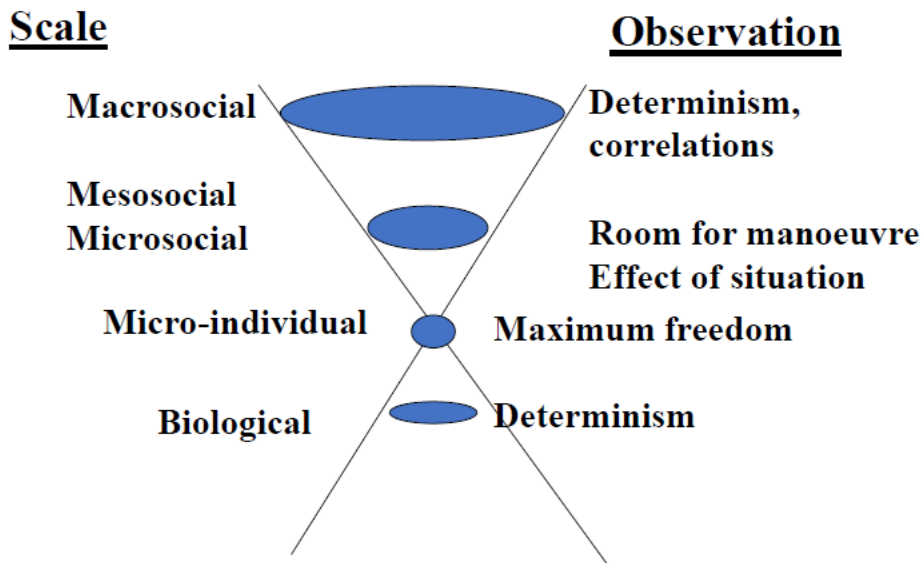 Scale
Observation
Macrosocial
Determinism,
correlations
Mesosocial
Microsocial
Room for manoeuvre
Effect of situation
Micro-individual
Maximum freedom
Biological
Determinism